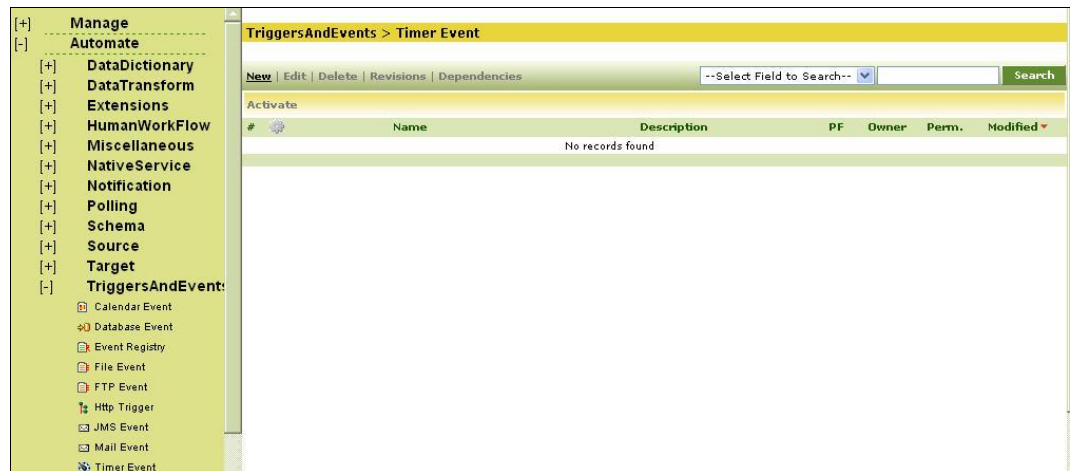 [+] Manage
[-] Automate
[+] DataDictionary
[+] DataTransform
[+] Extensions
[+] HumanWorkFlow
[+] Miscellaneous
[+] NativeService
[+] Notification
[+] Polling
[+] Schema
[+] Source
[+] Target
[-] TriggersAndEvents
Calendar Event
Database Event
Event Registry
File Event
FTP Event
Http Trigger
JMS Event
Mail Event
Timer Event
TriggersAndEvents > Timer Event
New | Edit | Delete | Revisions | Dependencies --Select Field to Search-- Search
Activate
# Name Description PF Owner Perm. Modified
No records found